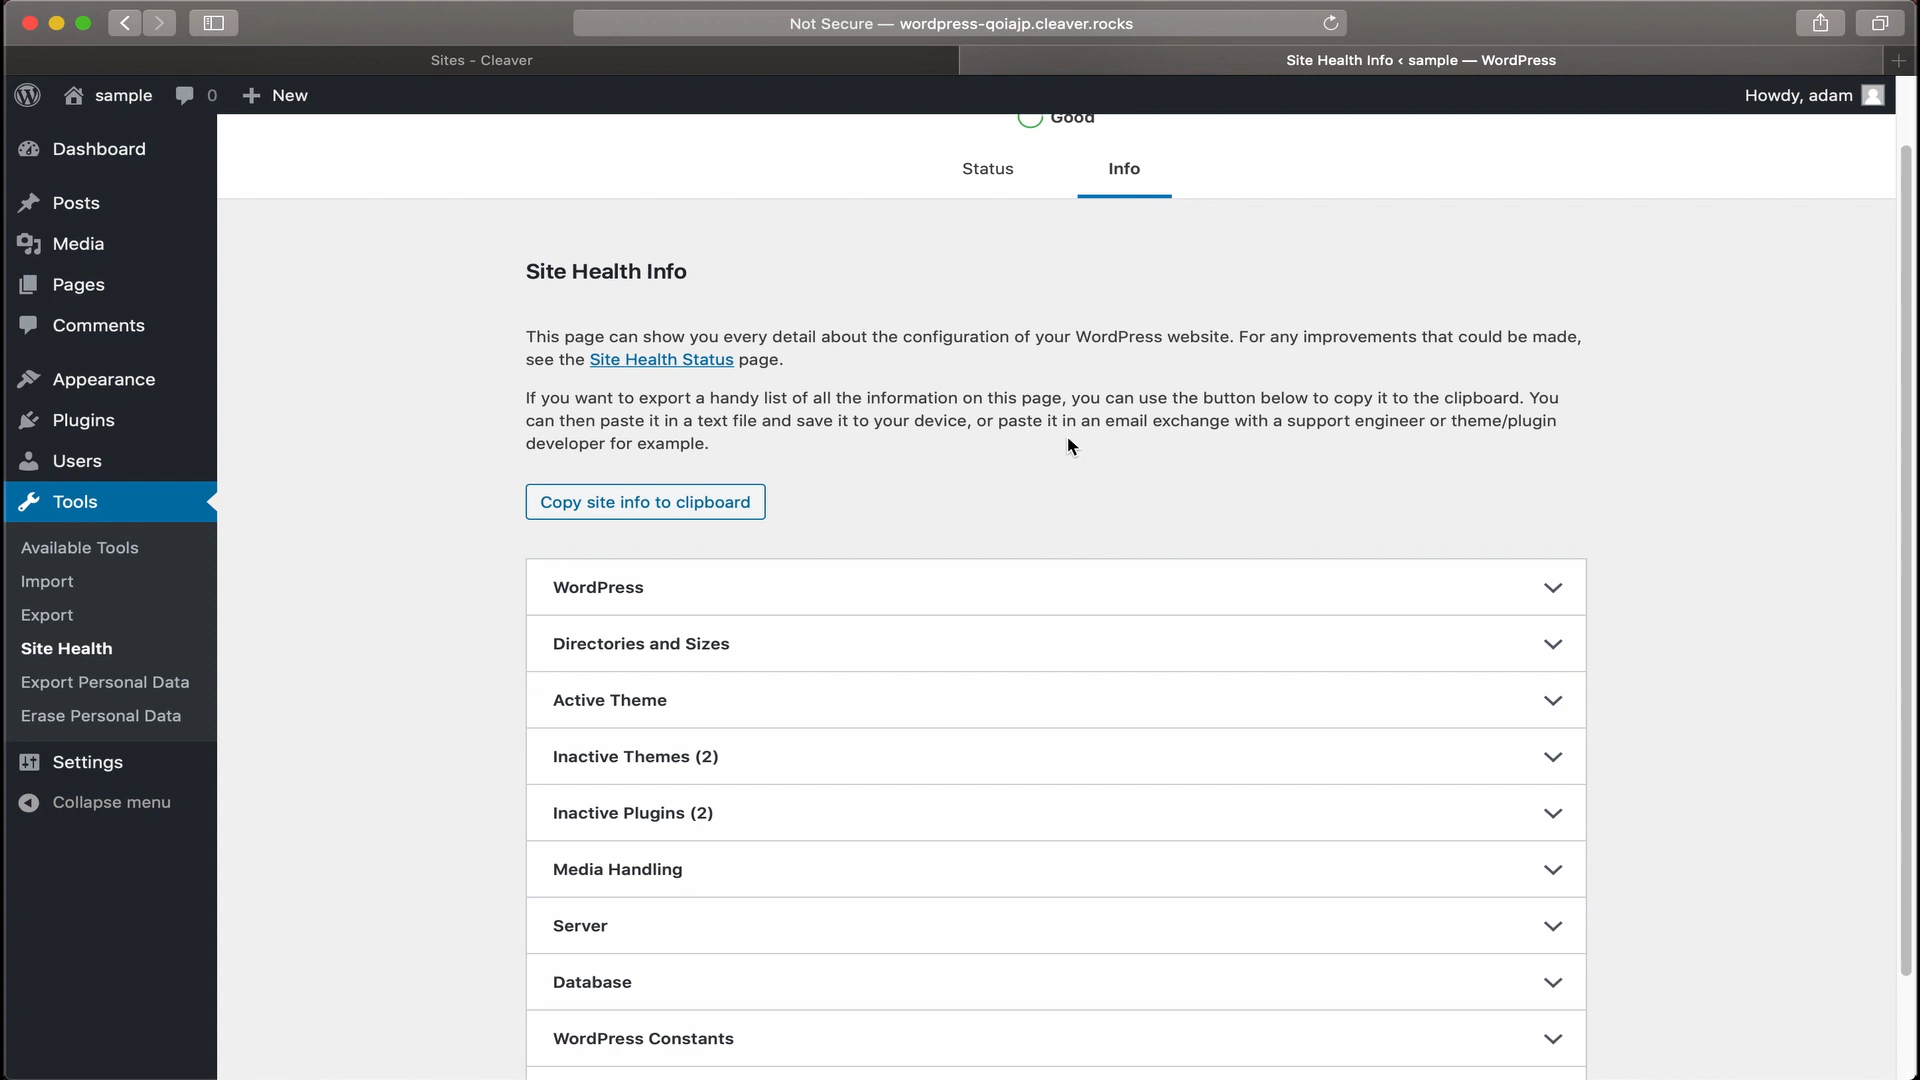 Not Secure — wordpress-qoiajp.cleaver.rocks
Sites - Cleaver
Site Health Info ‹ sample — WordPress
sample
0
New
Howdy, adam
Dashboard
Posts
Media
Pages
Comments
Appearance
Plugins
Users
Tools
Available Tools
Import
Export
Site Health
Export Personal Data
Erase Personal Data
Settings
Collapse menu
Good
Status
Info
Site Health Info
This page can show you every detail about the configuration of your WordPress website. For any improvements that could be made,
see the Site Health Status page.
If you want to export a handy list of all the information on this page, you can use the button below to copy it to the clipboard. You
can then paste it in a text file and save it to your device, or paste it in an email exchange with a support engineer or theme/plugin
developer for example.
Copy site info to clipboard
WordPress
Directories and Sizes
Active Theme
Inactive Themes (2)
Inactive Plugins (2)
Media Handling
Server
Database
WordPress Constants